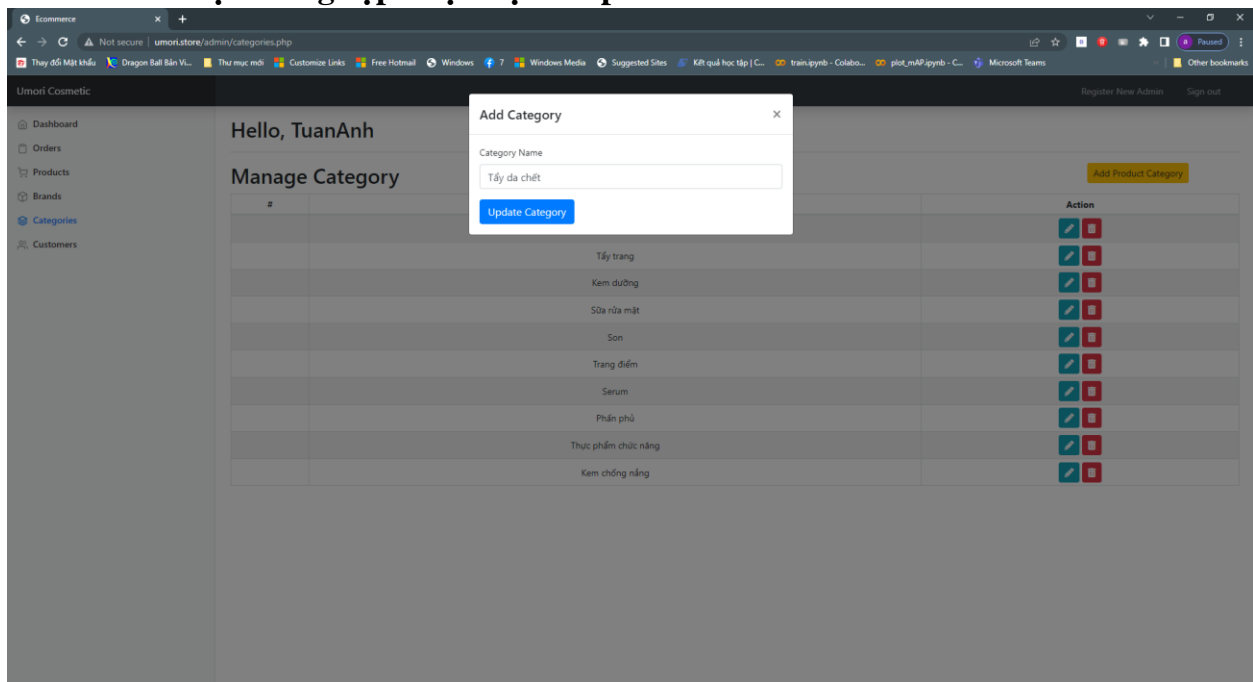 Ecommerce
Not secure | umori.store/admin/categories.php
Paused
Thay đổi Mật khẩu Dragon Ball Bản Vi... Thư mục mới Customize Links Free Hotmail Windows 7 Windows Media Suggested Sites Kết quả học tập | C... train.ipynb - Colabo... plot_mAP.ipynb - C... Microsoft Teams Other bookmarks
Umori Cosmetic Register New Admin Sign out
Dashboard
Orders
Products
Brands
Categories
Customers
Hello, TuanAnh
Manage Category
Add Product Category
Add Category ×
Category Name
Tẩy da chết
Update Category
# Action
Tẩy trang
Kem dưỡng
Sữa rửa mặt
Son
Trang điểm
Serum
Phấn phủ
Thực phẩm chức năng
Kem chống nắng